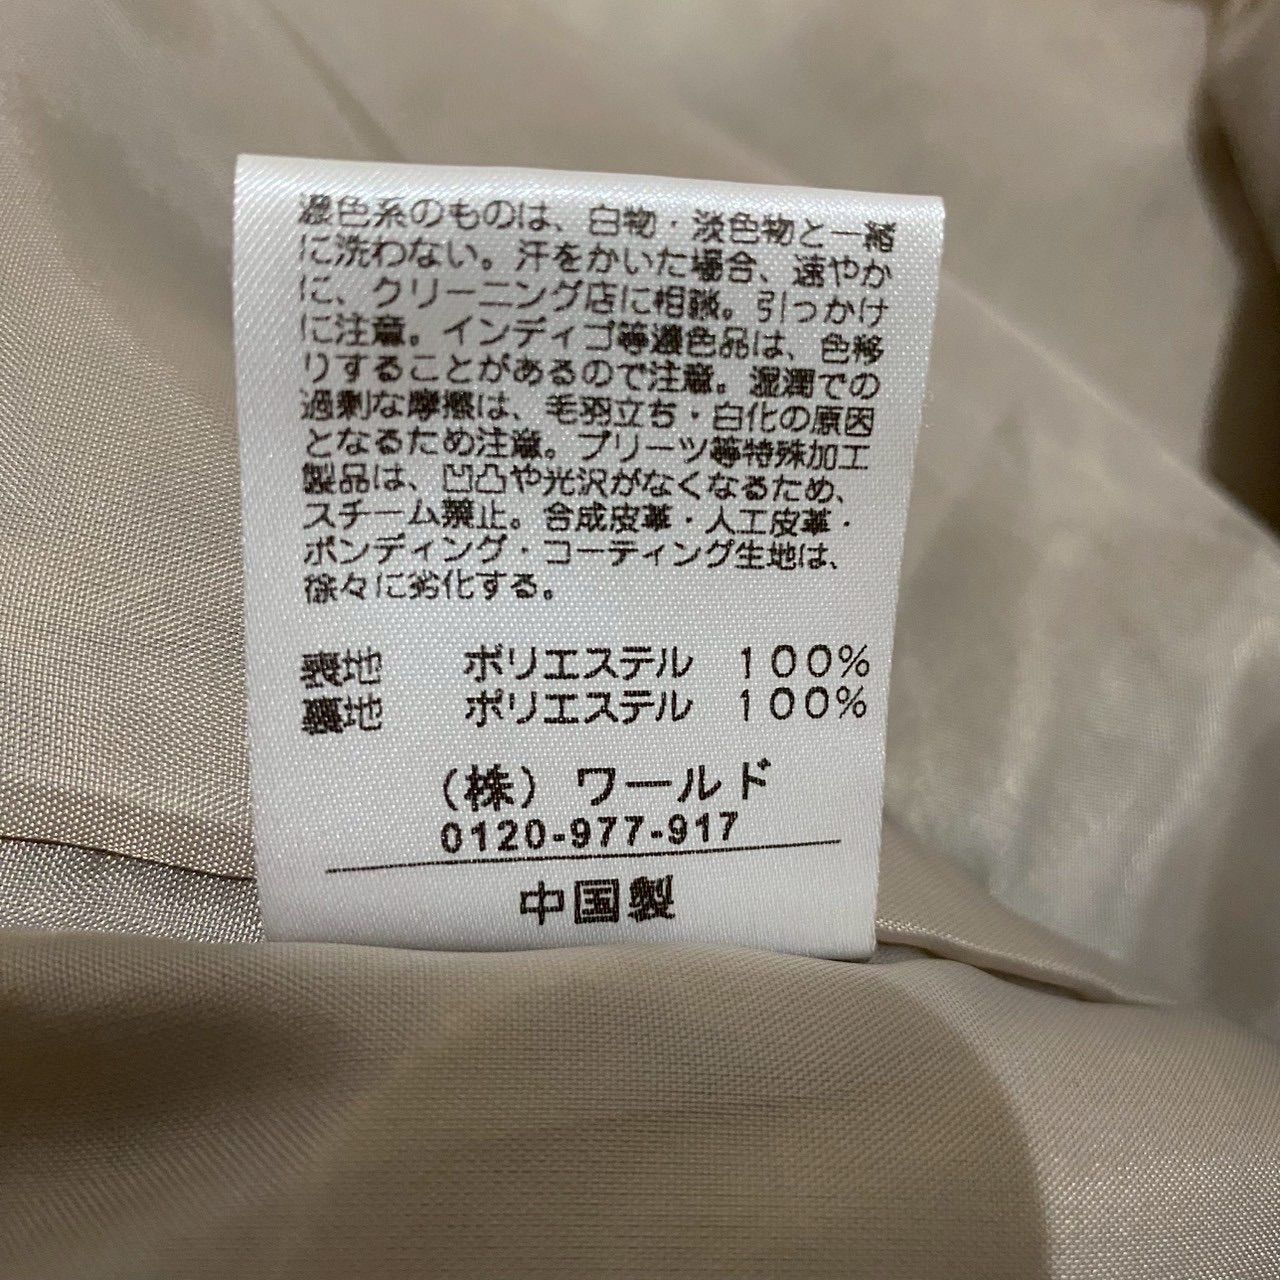 濃色系のものは、白物・淡色物と一緒
に洗わない。汗をかいた場合、速やか
に、クリーニング店に相談。引っかけ
に注意。インディゴ等濃色品は、色移
りすることがあるので注意。湿潤での
過剰な摩擦は、毛羽立ち・白化の原因
となるため注意。プリーツ等特殊加工
製品は、凹凸や光沢がなくなるため、
スチーム禁止。合成皮革・人工皮革・
ボンディング・コーティング生地は、
徐々に劣化する。
表地 ポリエステル 100%
裏地 ポリエステル 100%
(株)ワールド
0120-977-917
中国製